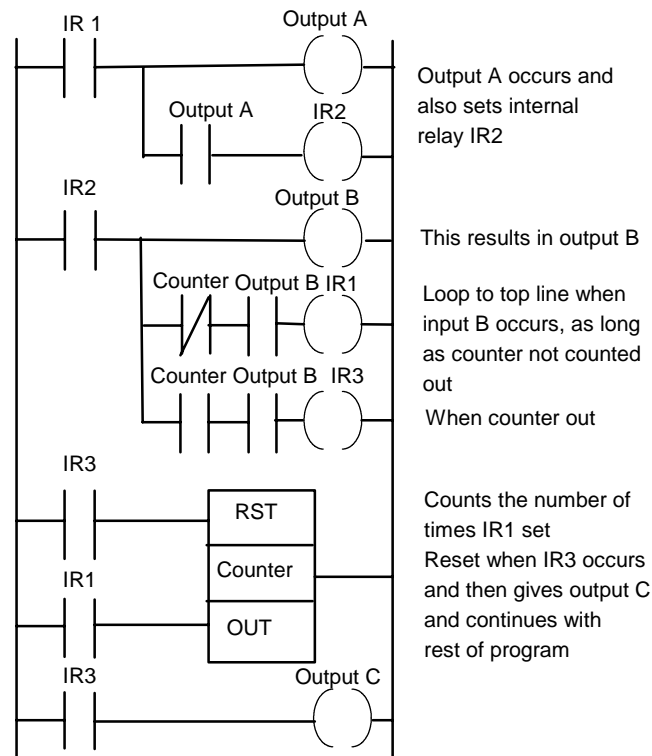 IR 1
Output A
Output A occurs and
also sets internal
relay IR2
Output A
IR2
IR2
Output B
This results in output B
Counter Output B IR1
Loop to top line when
input B occurs, as long
as counter not counted
out
Counter Output B IR3
When counter out
IR3
RST
Counts the number of
times IR1 set
Reset when IR3 occurs
and then gives output C
and continues with
rest of program
Counter
IR1
OUT
IR3
Output C